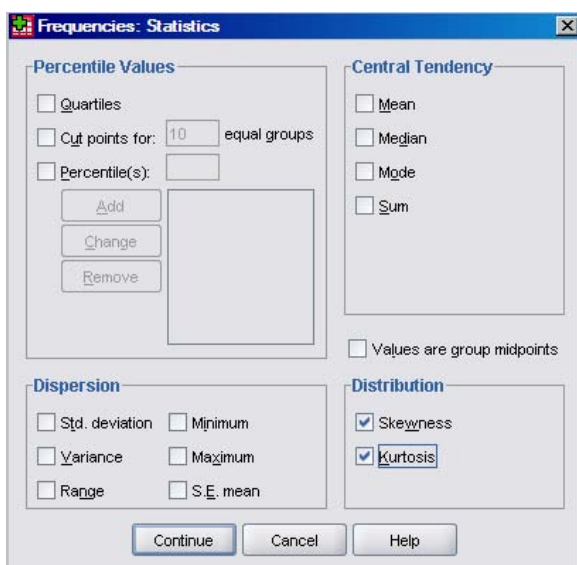 Frequencies: Statistics
Percentile Values
Quartiles
Cut points for: 10 equal groups
Percentile(s):
Add
Change
Remove
Central Tendency
Mean
Median
Mode
Sum
Values are group midpoints
Dispersion
Std. deviation Minimum
Variance Maximum
Range S.E. mean
Distribution
Skewness
Kurtosis
Continue Cancel Help